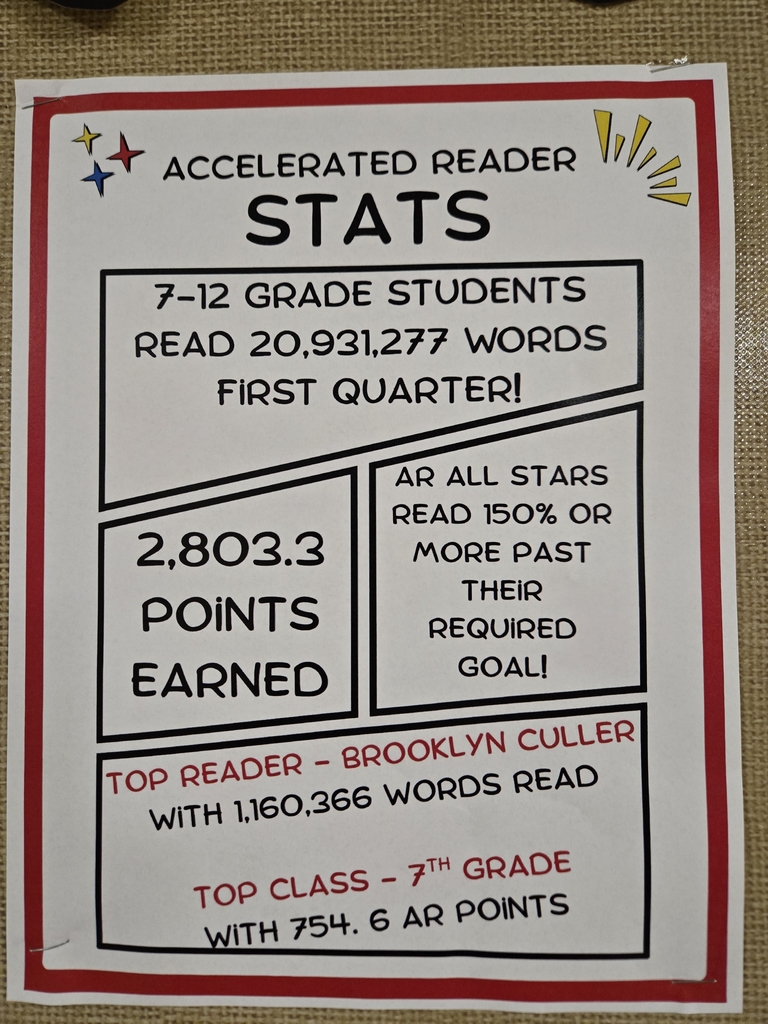 ACCELERATED READER
STATS
7-12 GRADE STUDENTS
READ 20,931,277 WORDS
FIRST QUARTER!
2,803.3
POINTS
EARNED
AR ALL STARS
READ 150% OR
MORE PAST
THEIR
REQUIRED
GOAL!
TOP READER - BROOKLYN CULLER
WITH 1,160,366 WORDS READ
TOP CLASS - 7TH GRADE
WITH 754. 6 AR POINTS